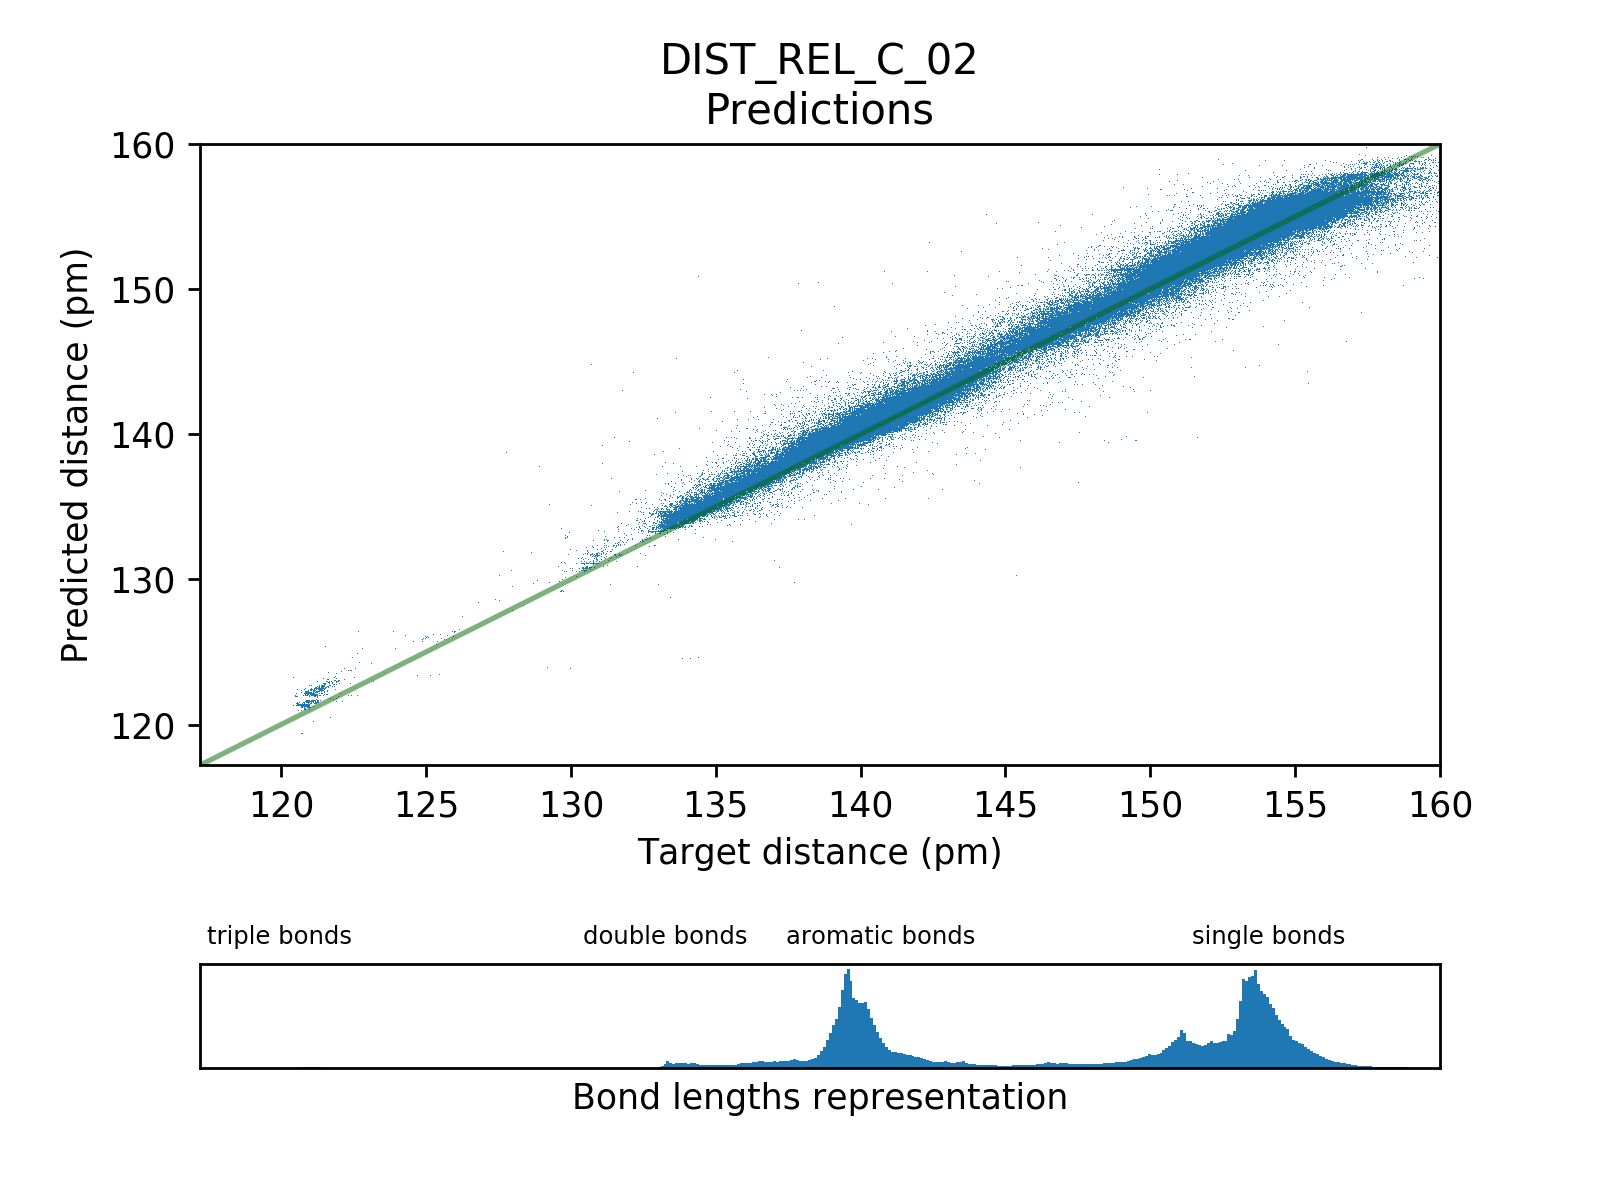 DIST_REL_C_02
Predictions
160
150
140
130
120
Predicted distance (pm)
120 125 130 135 140 145 150 155 160
Target distance (pm)
triple bonds double bonds aromatic bonds single bonds
Bond lengths representation